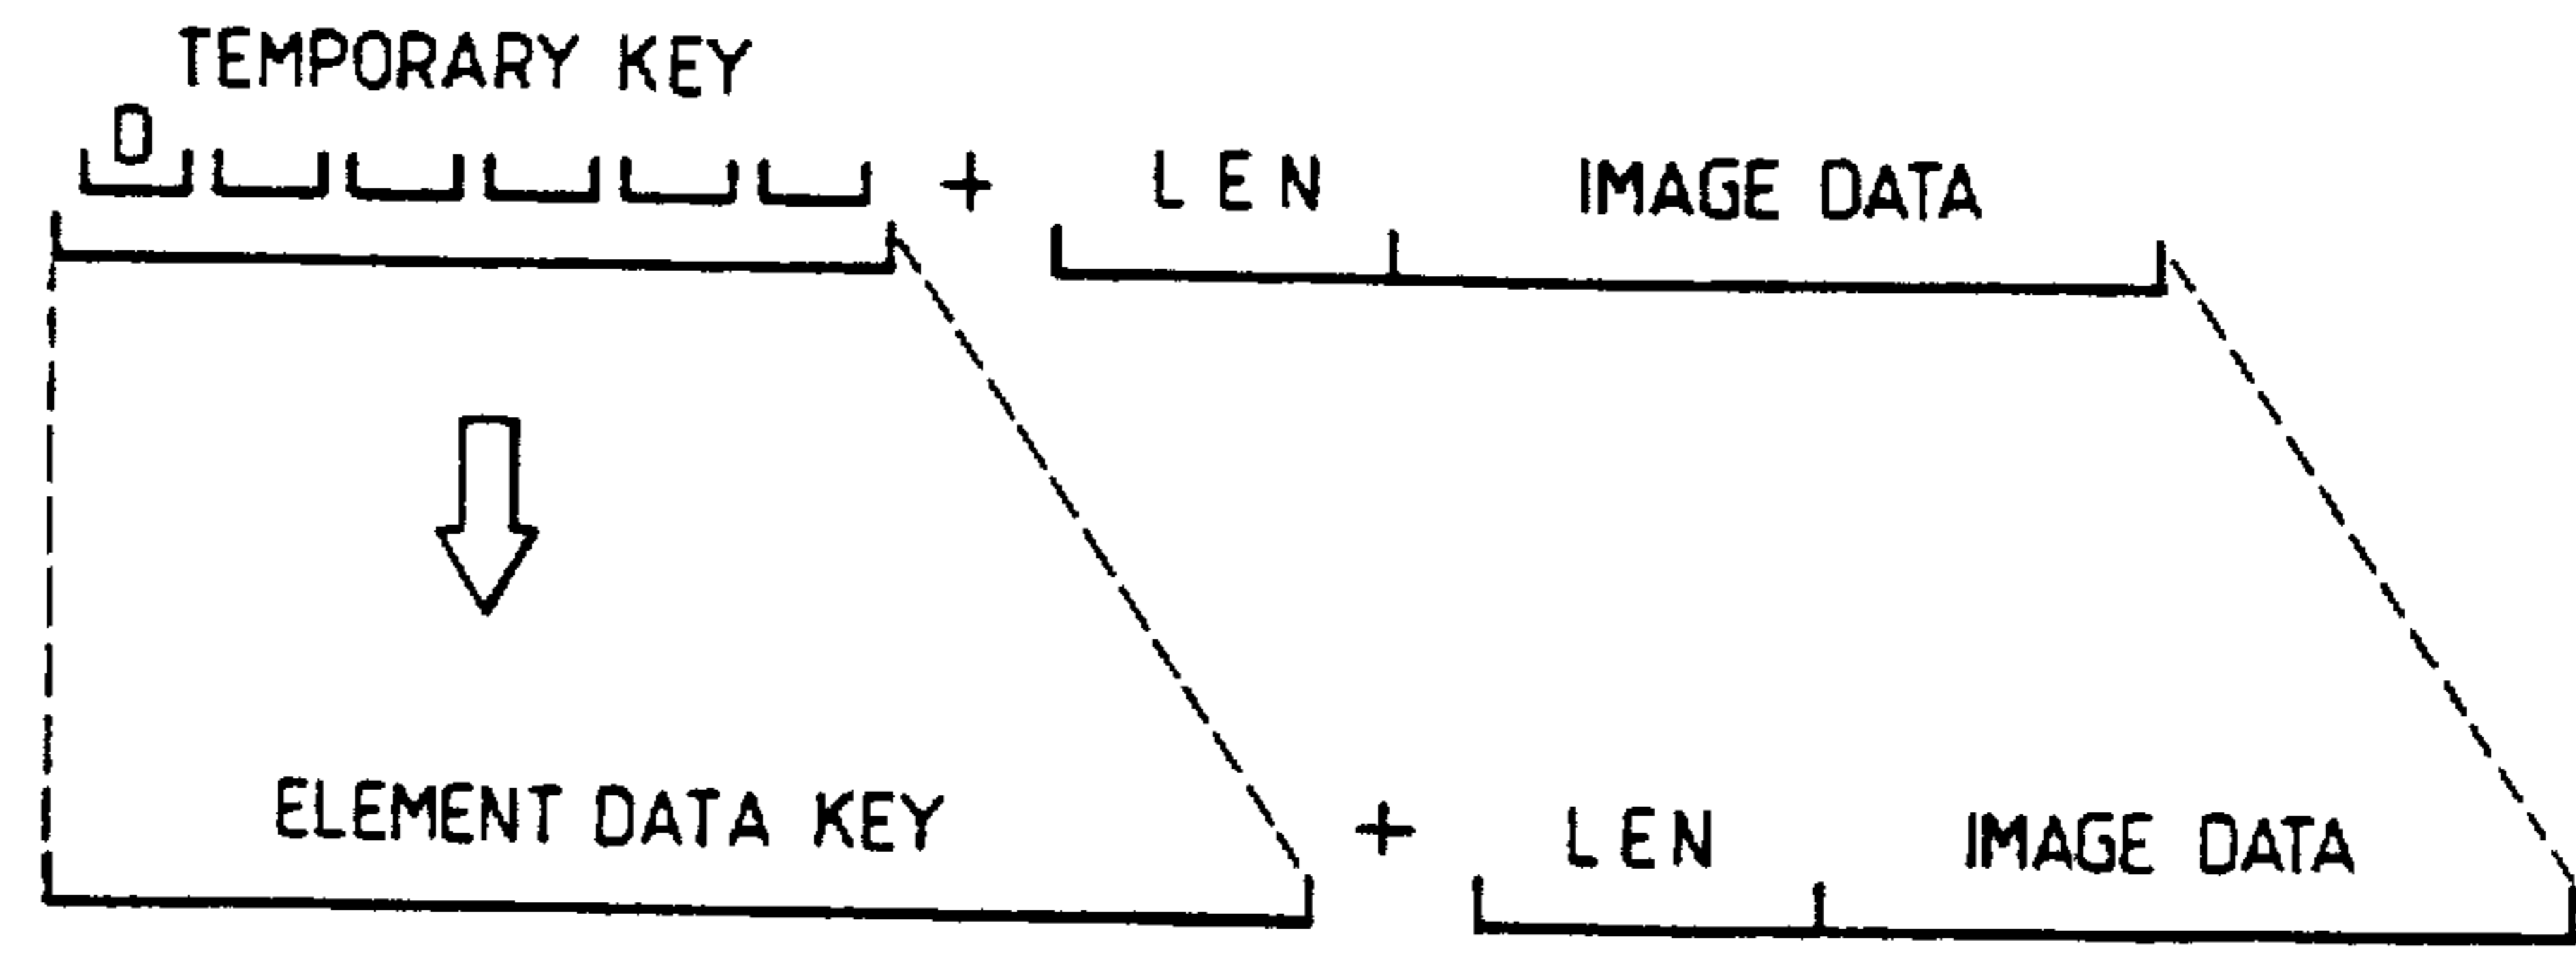 TEMPORARY KEY
0
+ LEN IMAGE DATA
ELEMENT DATA KEY + LEN IMAGE DATA